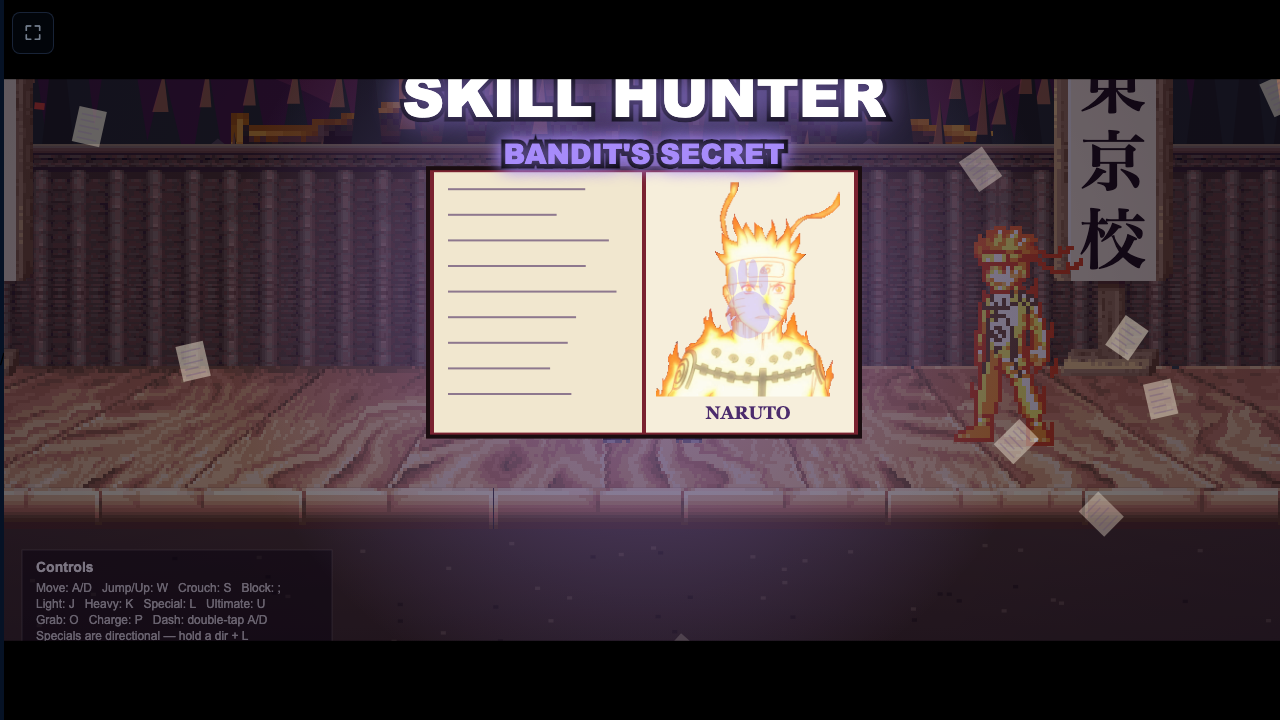 SKILL HUNTER
BANDIT'S SECRET
東京校
NARUTO
Controls
Move: A/D Jump/Up: W Crouch: S Block: ;
Light: J Heavy: K Special: L Ultimate: U
Grab: O Charge: P Dash: double-tap A/D
Specials are directional — hold a dir + L